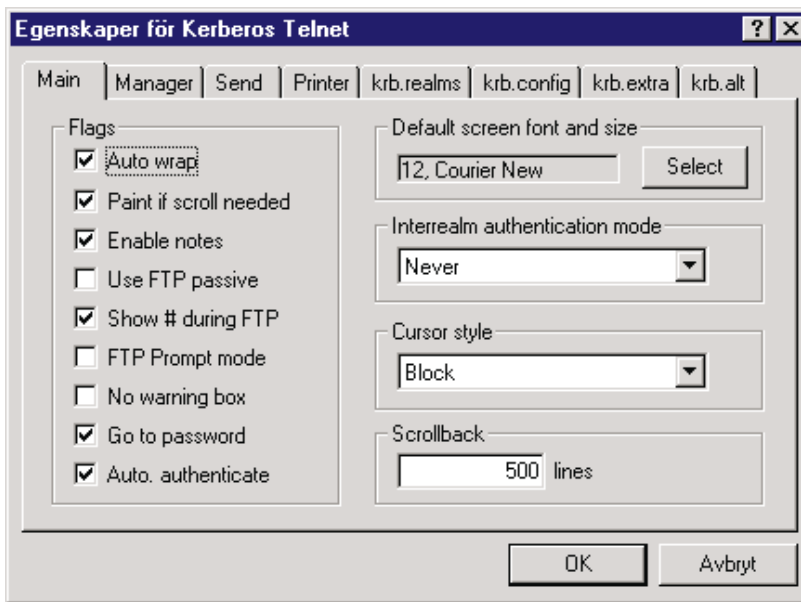 Egenskaper för Kerberos Telnet
Main Manager Send Printer krb.realms krb.config krb.extra krb.alt
Flags
Auto wrap
Paint if scroll needed
Enable notes
Use FTP passive
Show # during FTP
FTP Prompt mode
No warning box
Go to password
Auto. authenticate
Default screen font and size
12, Courier New Select
Interrealm authentication mode
Never
Cursor style
Block
Scrollback
500 lines
OK Avbryt